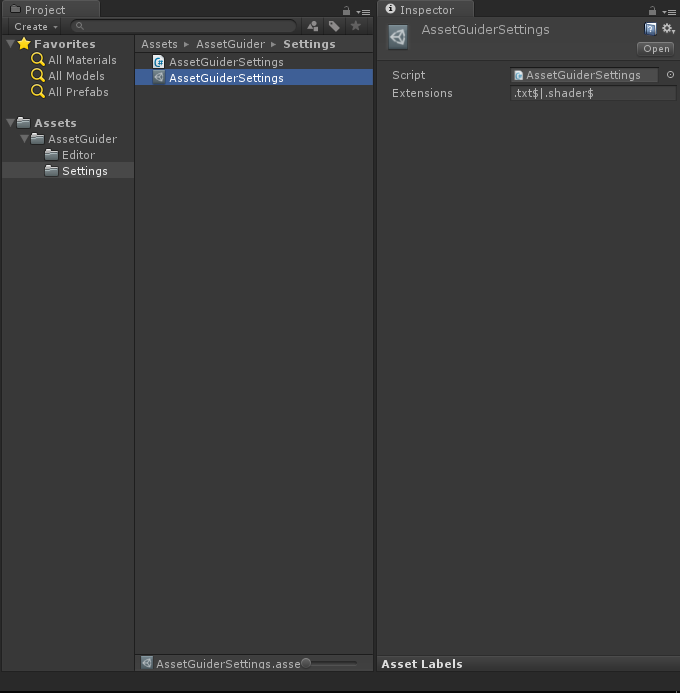 Project
Create
Favorites
All Materials
All Models
All Prefabs
Assets
AssetGuider
Editor
Settings
Assets ▸ AssetGuider ▸ Settings
AssetGuiderSettings
AssetGuiderSettings
AssetGuiderSettings.asse
Inspector
AssetGuiderSettings
Open
Script AssetGuiderSettings
Extensions .txt$|.shader$
Asset Labels